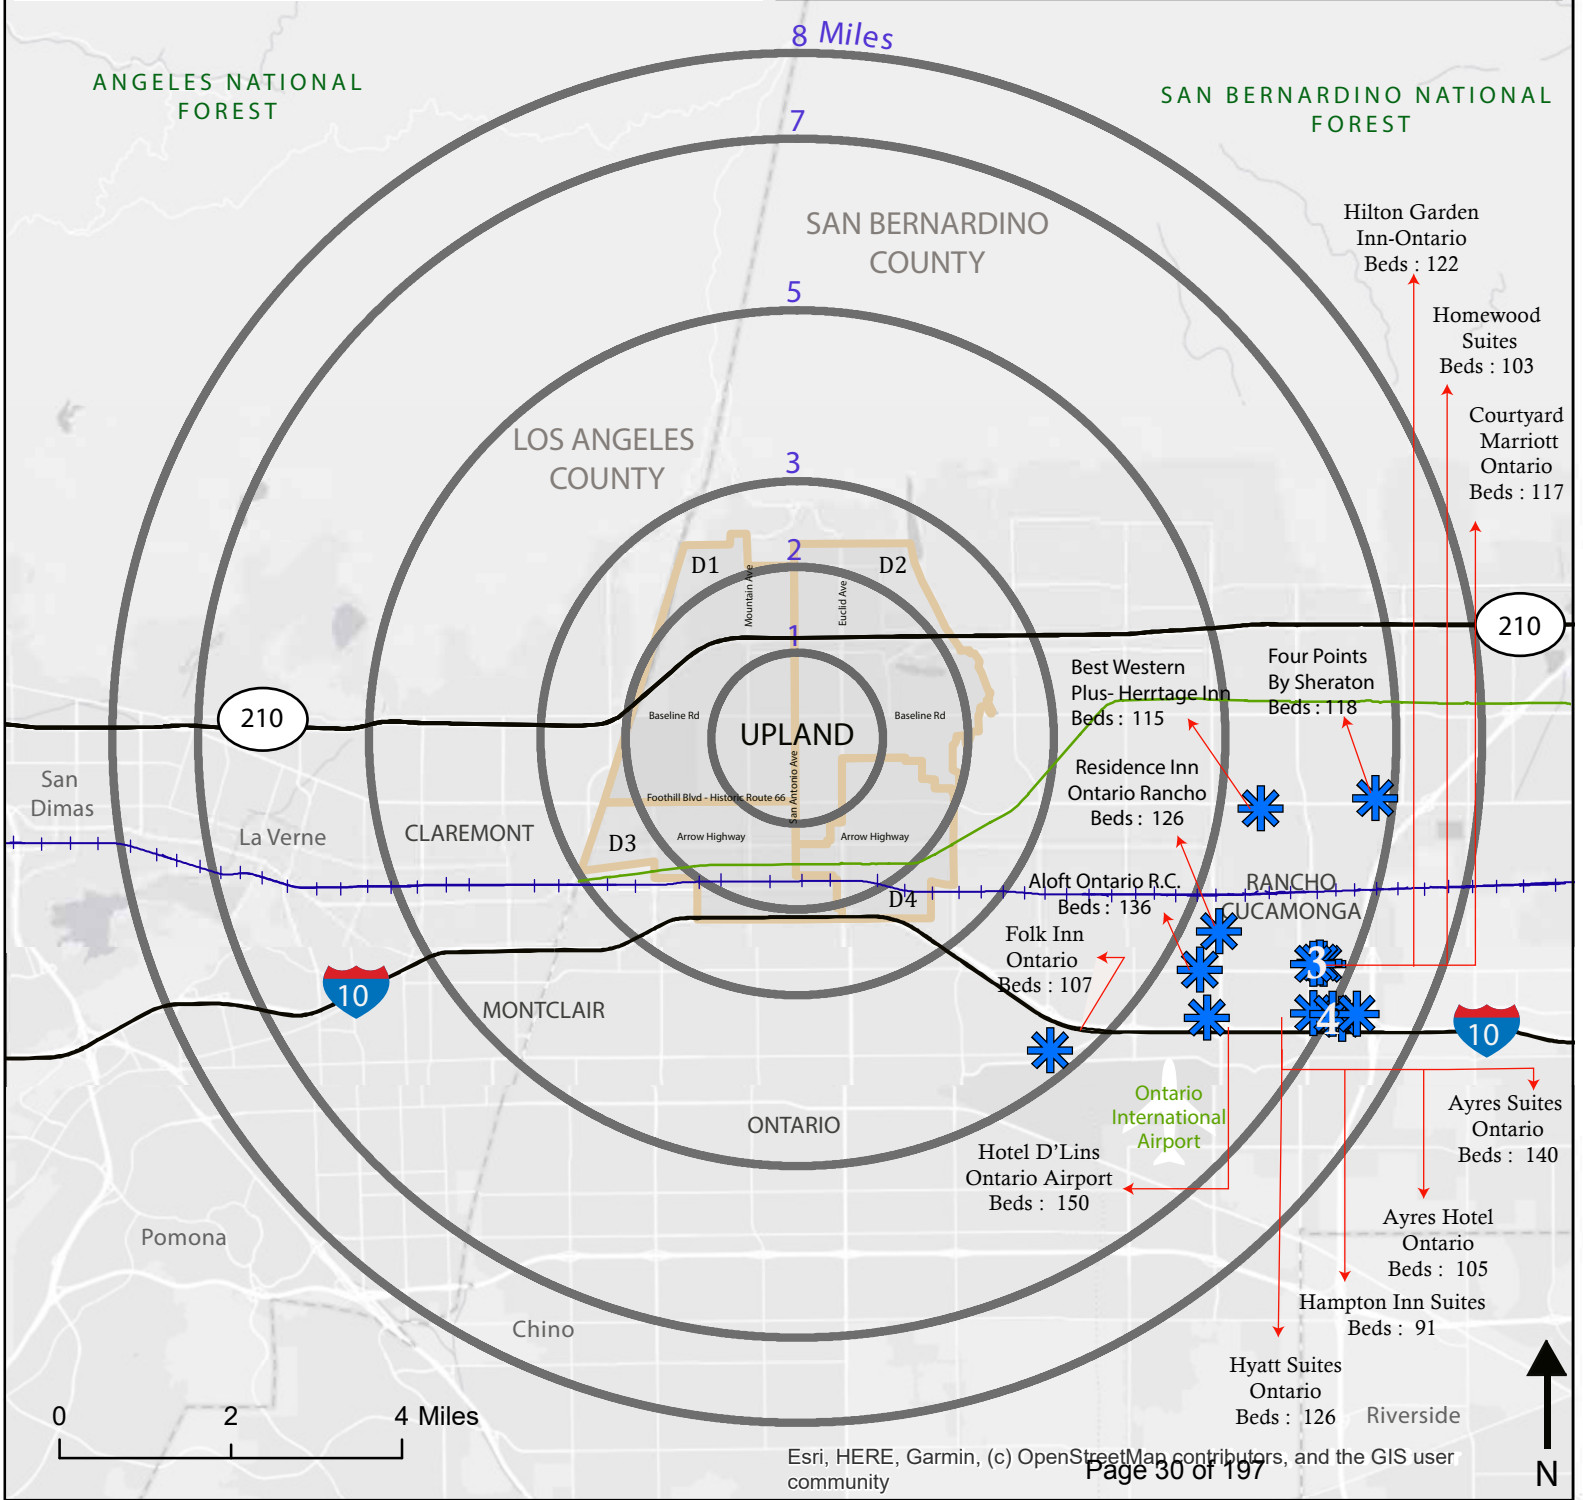 8 Miles
ANGELES NATIONAL
FOREST
SAN BERNARDINO NATIONAL
FOREST
7
SAN BERNARDINO
COUNTY
Hilton Garden
Inn-Ontario
Beds : 122
5
Homewood
Suites
Beds : 103
Courtyard
Marriott
Ontario
Beds : 117
LOS ANGELES
COUNTY
3
2
D1
D2
Mountain Ave
Euclid Ave
1
210
210
Best Western
Plus- Herrtage Inn
Beds : 115
Four Points
By Sheraton
Beds : 118
Baseline Rd
Baseline Rd
UPLAND
San Antonio Ave
San
Dimas
La Verne
CLAREMONT
Foothill Blvd - Historic Route 66
Arrow Highway
Arrow Highway
D3
D4
Residence Inn
Ontario Rancho
Beds : 126
Aloft Ontario R.C.
Beds : 136
RANCHO
CUCAMONGA
Folk Inn
Ontario
Beds : 107
3
4
10
10
MONTCLAIR
ONTARIO
Ontario
International
Airport
Hotel D'Lins
Ontario Airport
Beds : 150
Ayres Suites
Ontario
Beds : 140
Ayres Hotel
Ontario
Beds : 105
Hampton Inn Suites
Beds : 91
Hyatt Suites
Ontario
Beds : 126
Pomona
Chino
Riverside
0 2 4 Miles
Esri, HERE, Garmin, (c) OpenStreetMap contributors, and the GIS user
community
Page 30 of 197
N